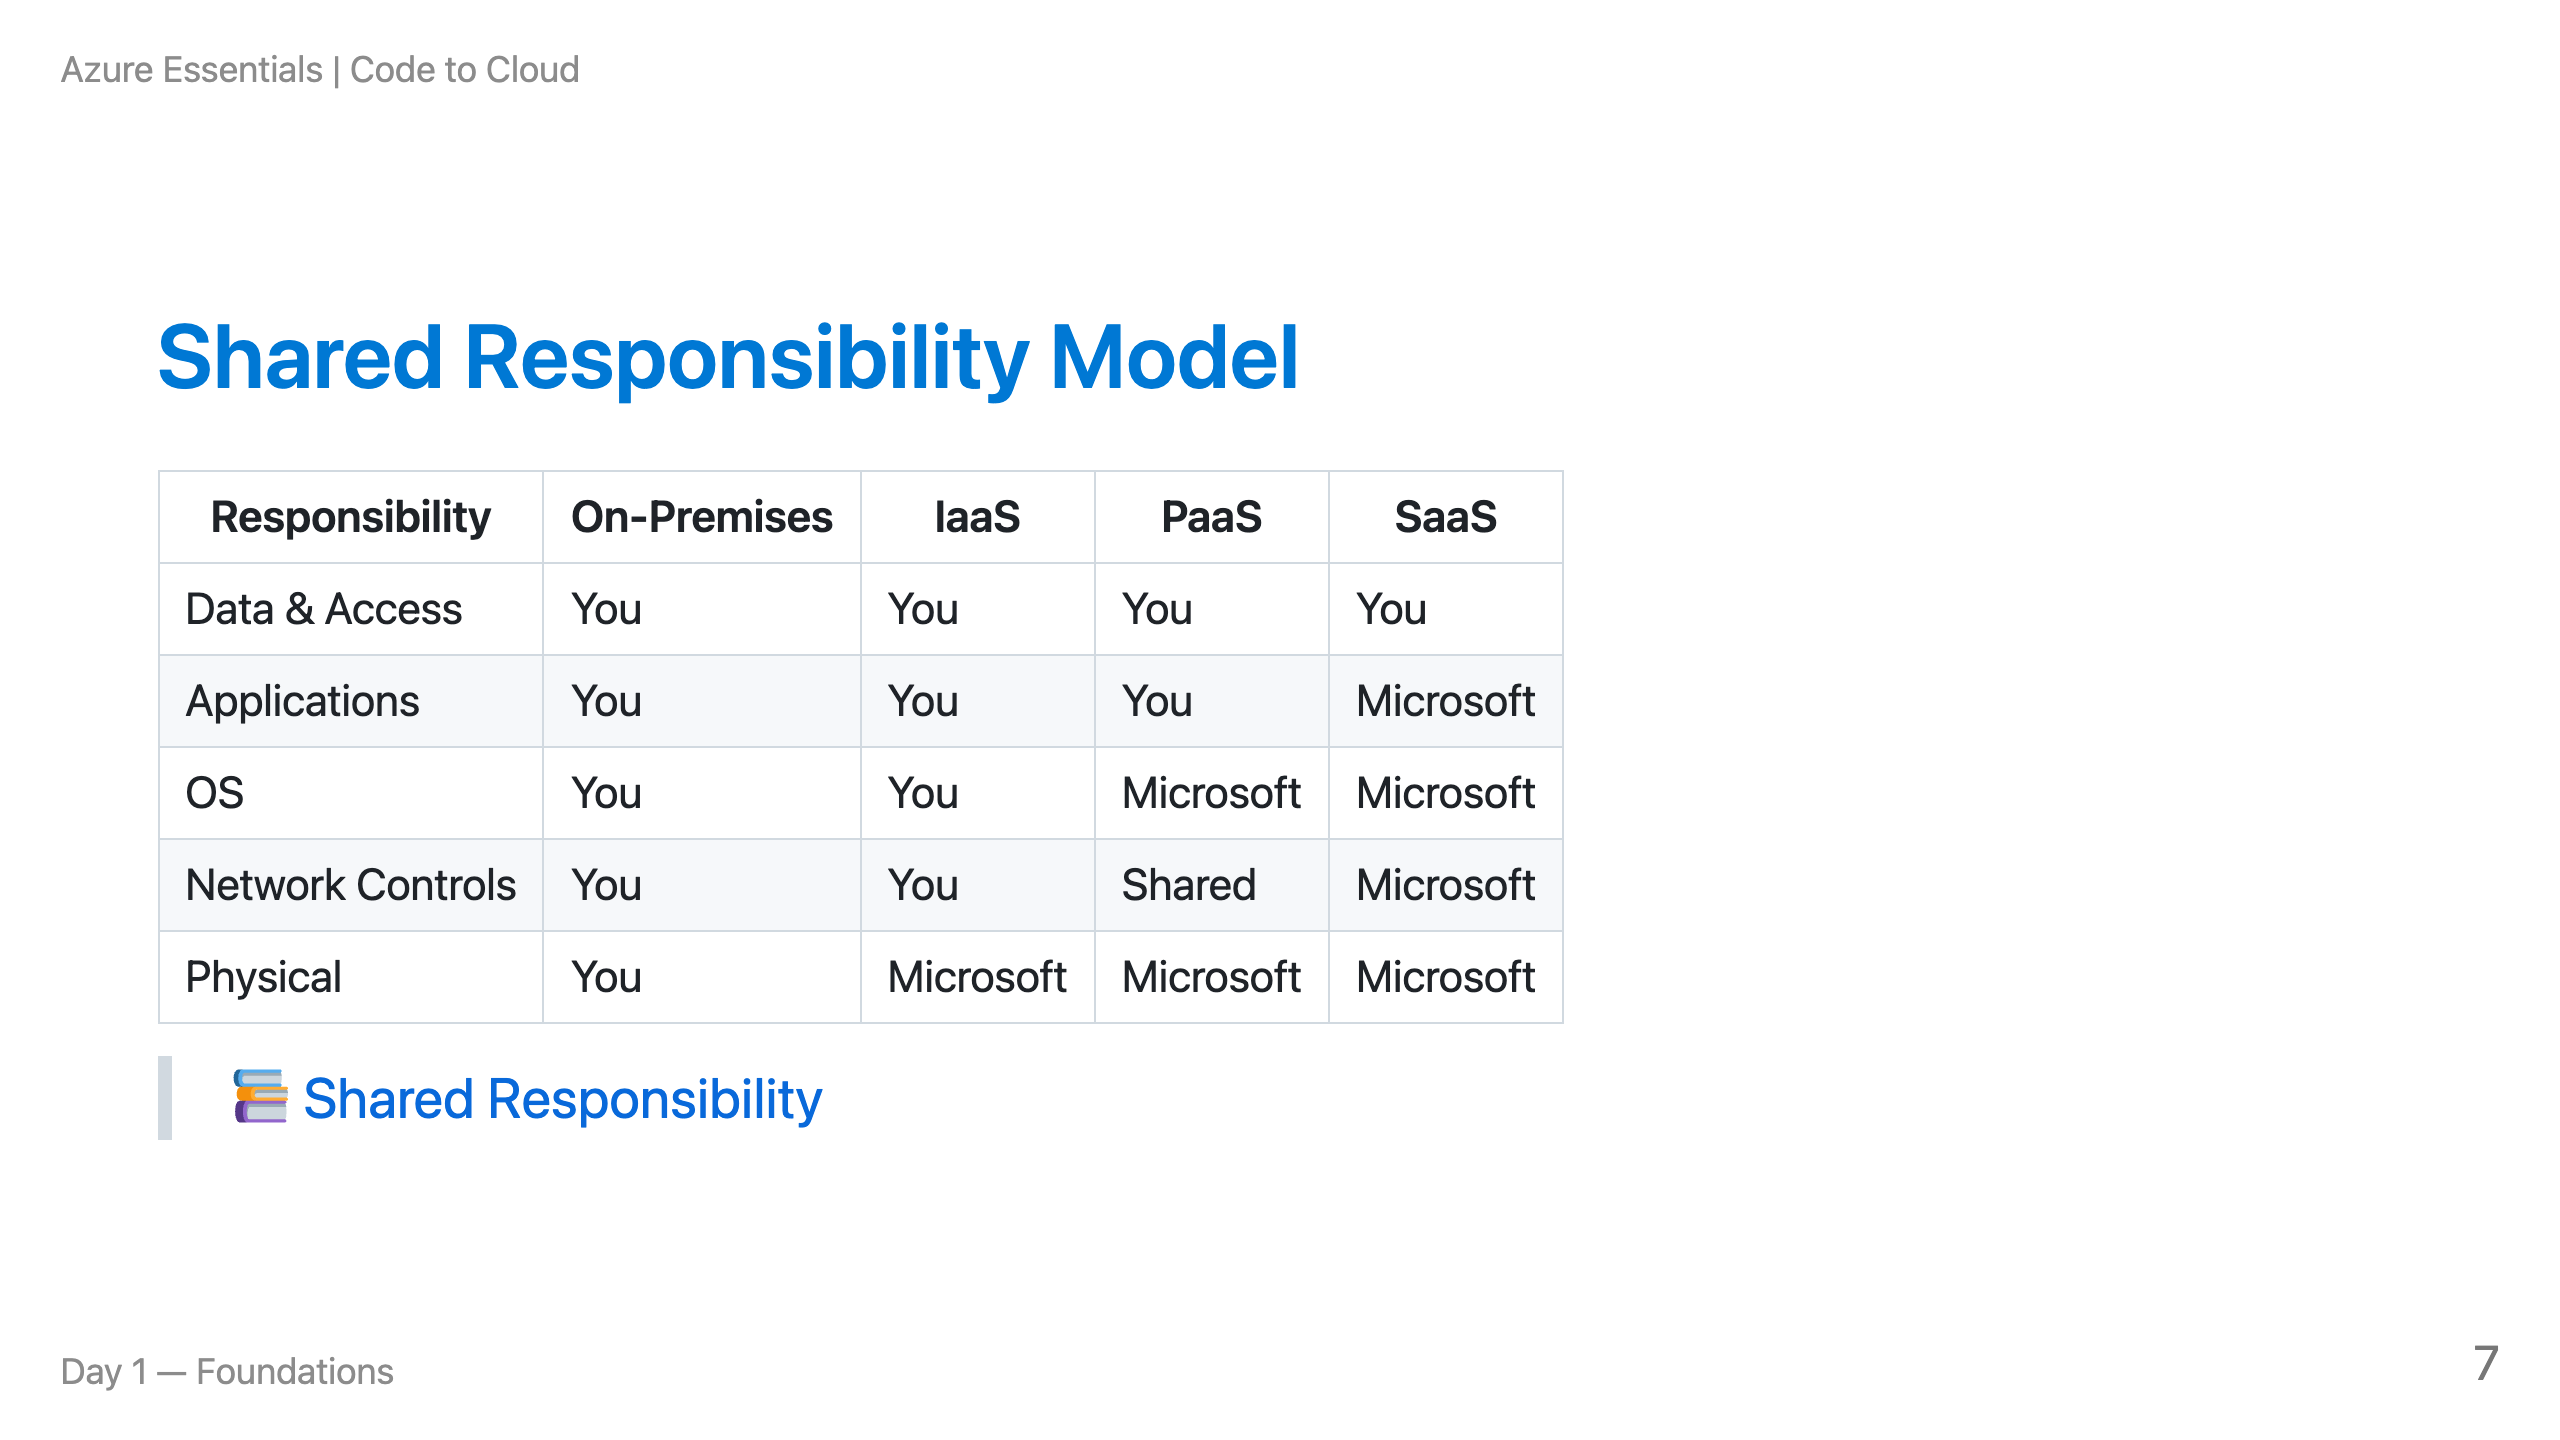 Azure Essentials | Code to Cloud
Shared Responsibility Model
Responsibility On-Premises IaaS PaaS SaaS
Data & Access You You You You
Applications You You You Microsoft
OS You You Microsoft Microsoft
Network Controls You You Shared Microsoft
Physical You Microsoft Microsoft Microsoft
📚 Shared Responsibility
Day 1 — Foundations
7